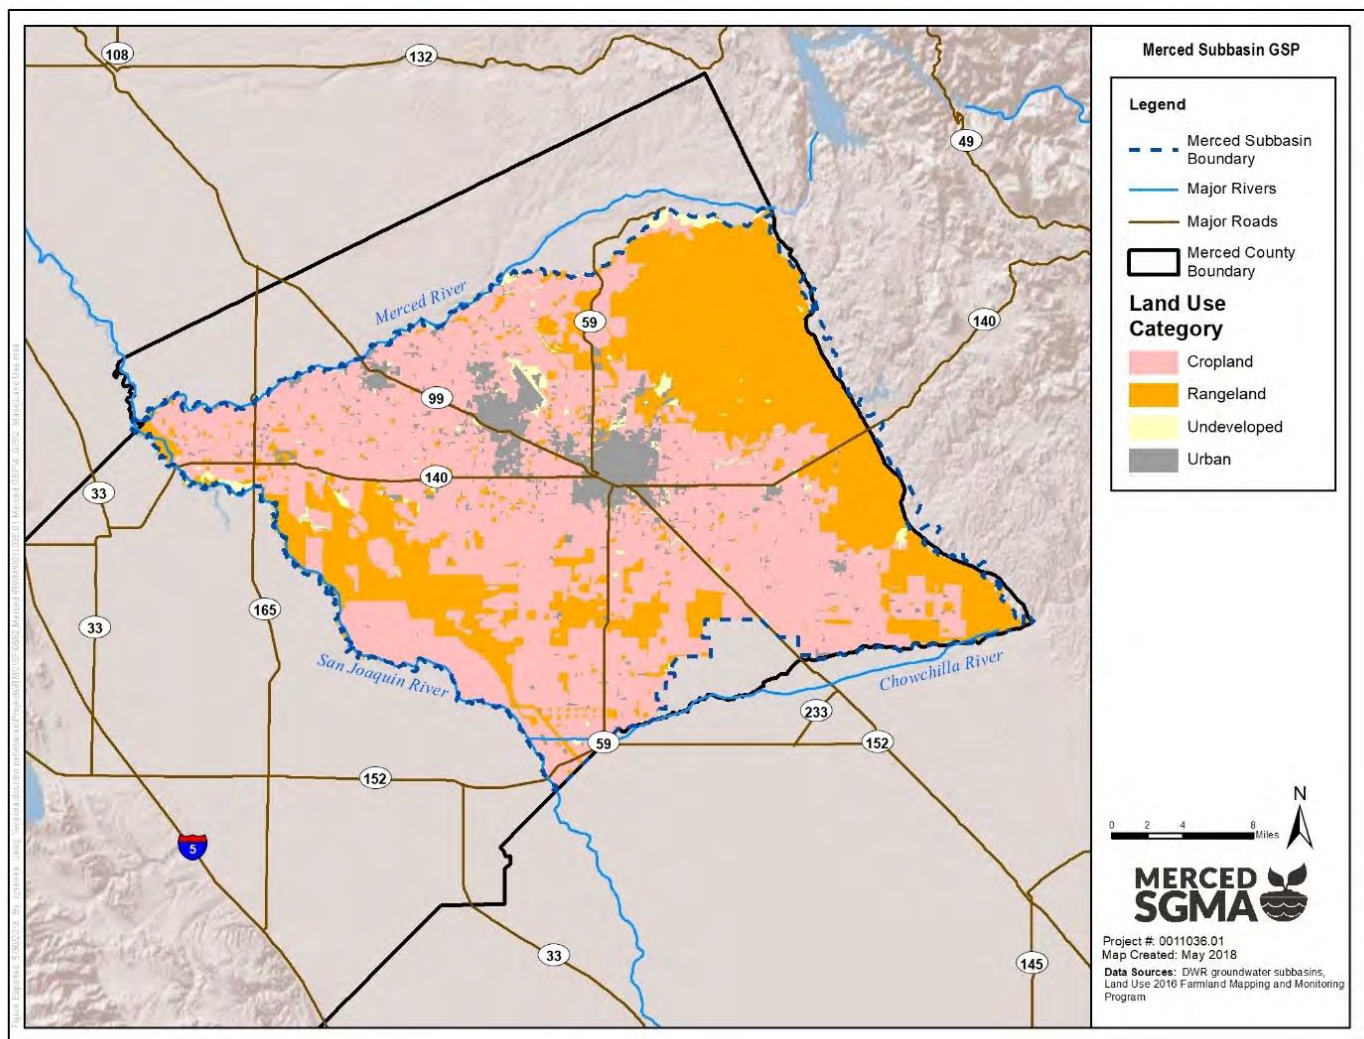 Merced Subbasin GSP
Legend
Merced Subbasin
Boundary
Major Rivers
Major Roads
Merced County
Boundary
Land Use
Category
Cropland
Rangeland
Undeveloped
Urban
108
132
49
Merced River
59
140
99
140
33
165
33
San Joaquin River
Chowchilla River
233
59
152
152
5
33
145
N
0 2 4 8
Miles
MERCED
SGMA
Project #: 0011036.01
Map Created: May 2018
Data Sources: DWR groundwater subbasins,
Land Use 2016 Farmland Mapping and Monitoring
Program